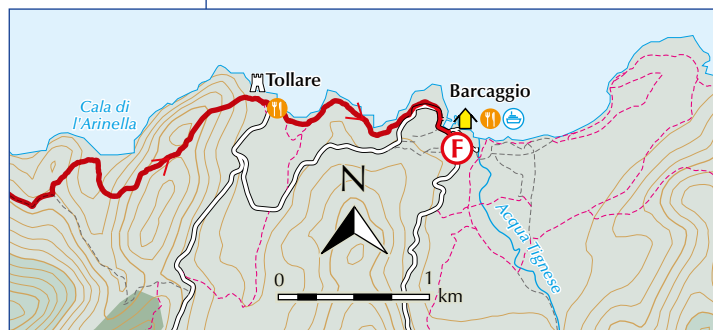 Tollare
Barcaggio
Cala di
l'Arinella
F
N
Acqua Tignese
0 1
km